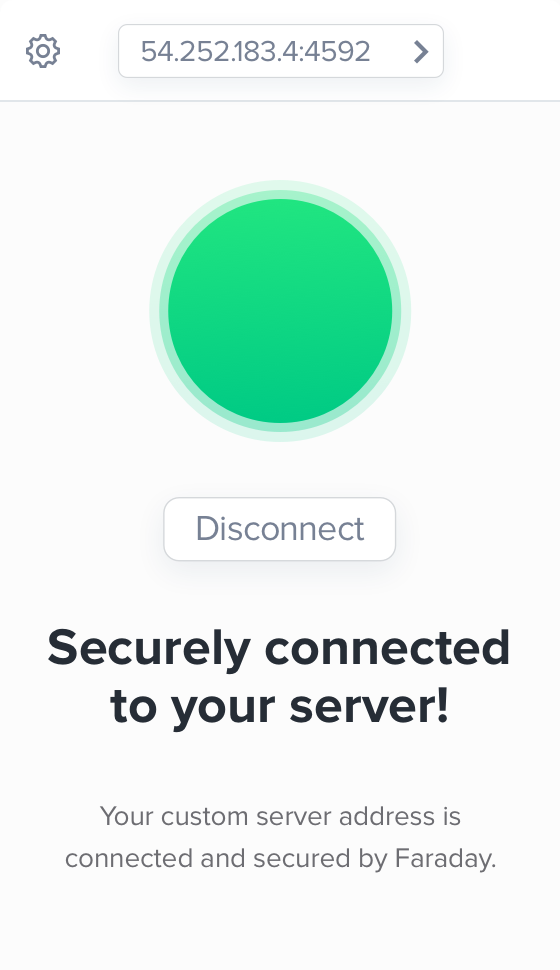 54.252.183.4:4592
Disconnect
Securely connected
to your server!
Your custom server address is
connected and secured by Faraday.